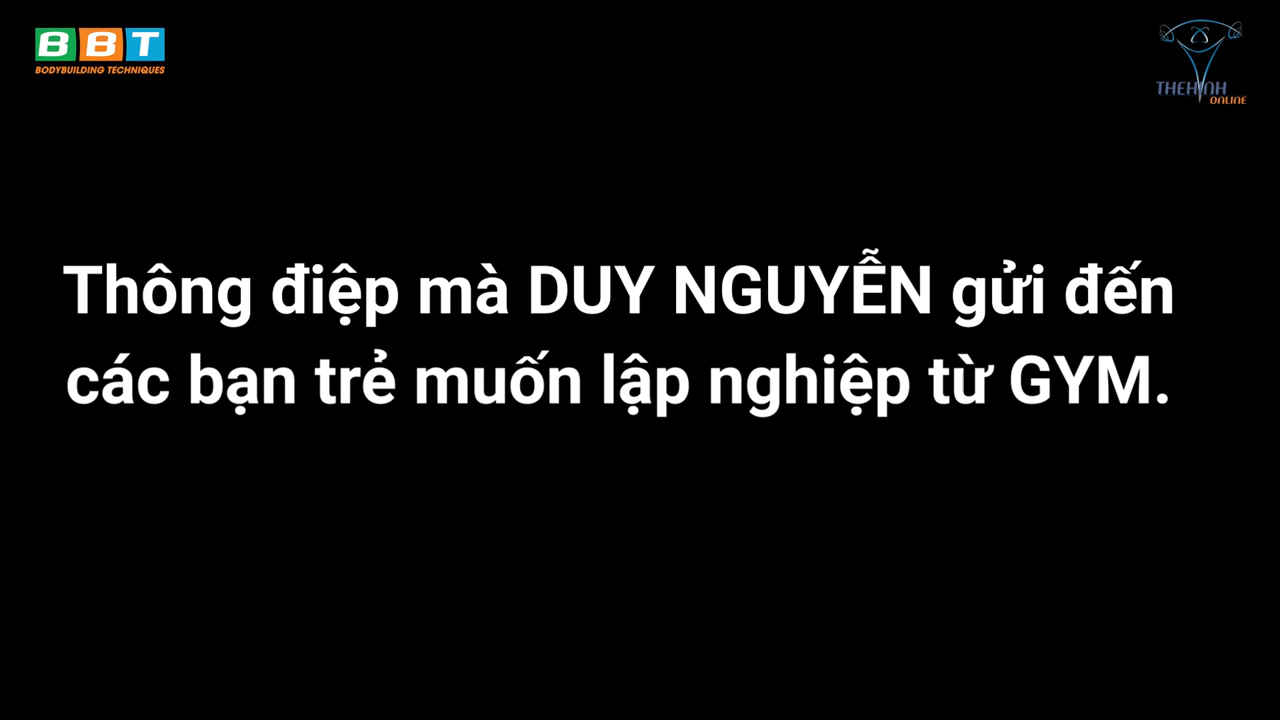 BBT
BODYBUILDING TECHNIQUES
THEHINH
ONLINE
Thông điệp mà DUY NGUYỄN gửi đến
các bạn trẻ muốn lập nghiệp từ GYM.